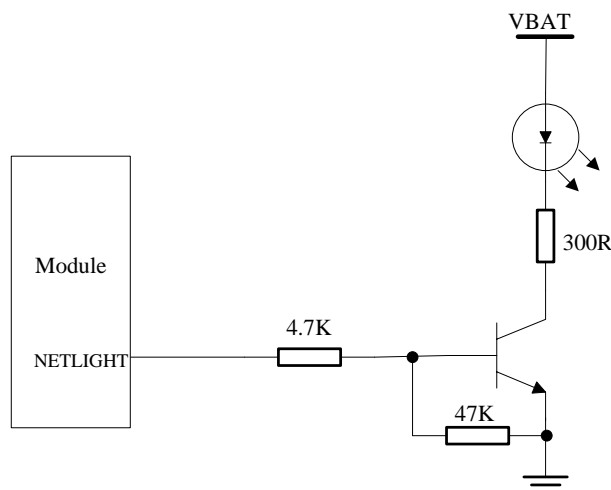 VBAT
300R
Module
4.7K
NETLIGHT
47K